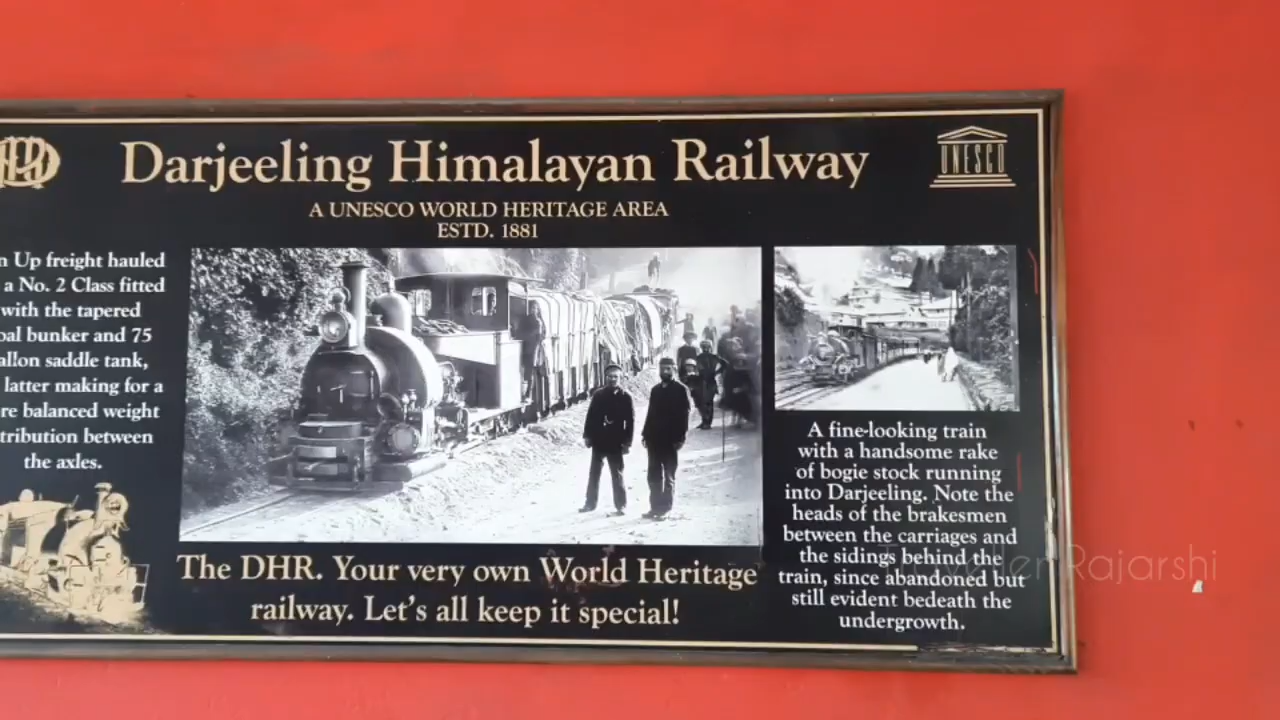 Darjeeling Himalayan Railway
UNESCO
A UNESCO WORLD HERITAGE AREA
ESTD. 1881
Up freight hauled
a No. 2 Class fitted
with the tapered
bunker and 75
saddle tank,
latter making for a
balanced weight
between
the axles.
The DHR. Your very own World Heritage
railway. Let's all keep it special!
A fine-looking train
with a handsome rake
of bogie stock running
into Darjeeling. Note the
heads of the brakesmen
between the carriages and
the sidings behind the
train, since abandoned but
still evident bedeath the
undergrowth.
Traveller Rajarshi